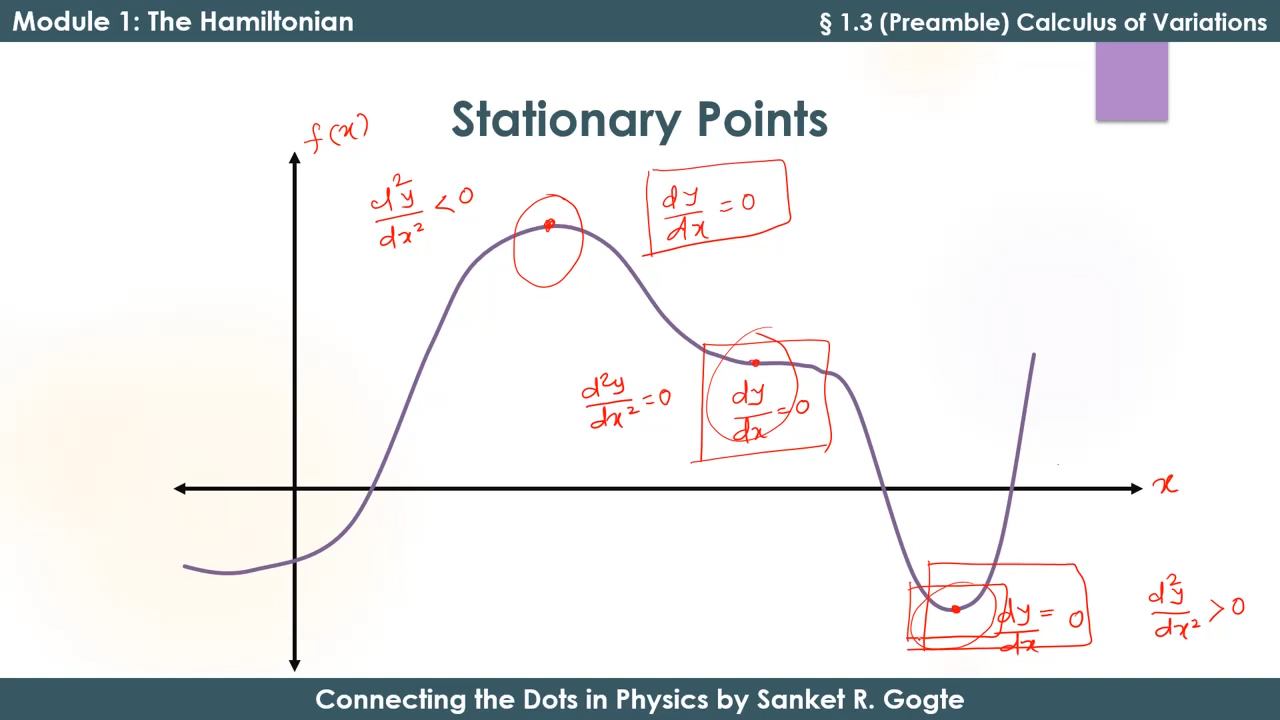 Module 1: The Hamiltonian
§ 1.3 (Preamble) Calculus of Variations
Stationary Points
f(x)
d²y/dx² < 0
dy/dx = 0
d²y/dx² = 0
dy/dx = 0
x
dy/dx = 0
d²y/dx² > 0
Connecting the Dots in Physics by Sanket R. Gogte